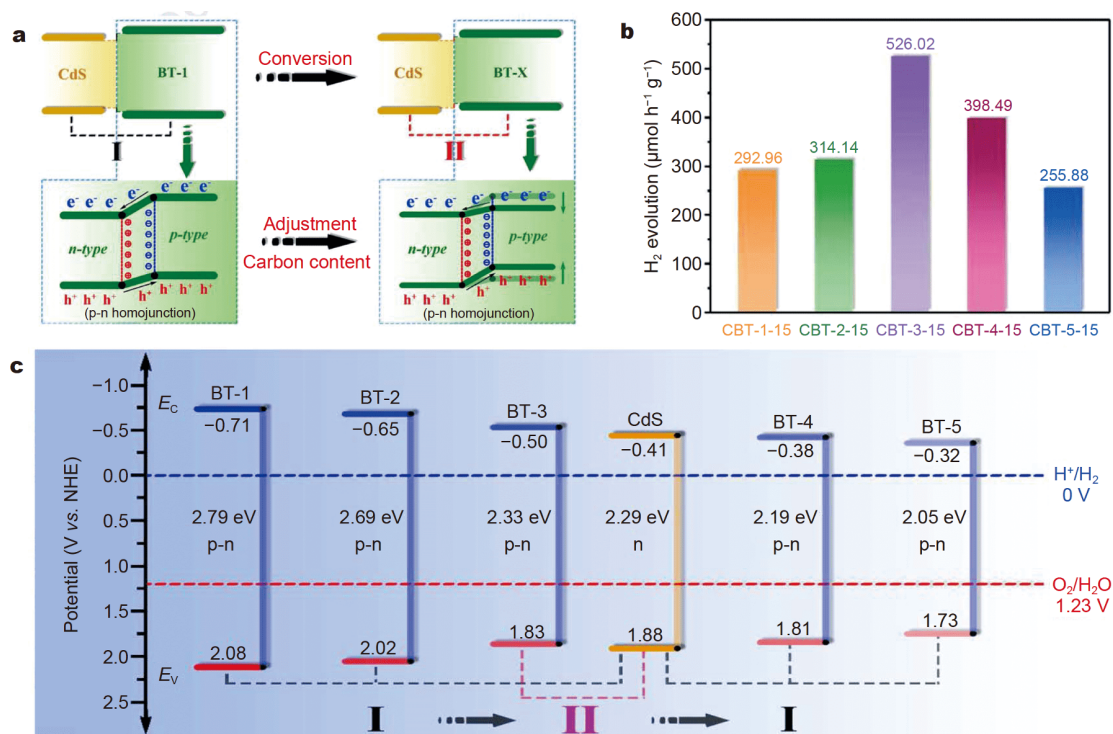 a
CdS
BT-1
Conversion
CdS
BT-X
I
II
e⁻ e⁻ e⁻ e⁻ e⁻ e⁻ e⁻
n-type
p-type
h⁺ h⁺ h⁺ h⁺ h⁺ h⁺ h⁺
(p-n homojunction)
Adjustment
Carbon content
e⁻ e⁻ e⁻ e⁻ e⁻ e⁻ e⁻
n-type
p-type
h⁺ h⁺ h⁺ h⁺ h⁺ h⁺ h⁺
(p-n homojunction)
b
H₂ evolution (μmol h⁻¹ g⁻¹)
600
500
400
300
200
100
0
292.96
314.14
526.02
398.49
255.88
CBT-1-15 CBT-2-15 CBT-3-15 CBT-4-15 CBT-5-15
c
Potential (V vs. NHE)
−1.0
−0.5
0.0
0.5
1.0
1.5
2.0
2.5
E_C
E_V
BT-1
−0.71
2.79 eV
p-n
2.08
BT-2
−0.65
2.69 eV
p-n
2.02
BT-3
−0.50
2.33 eV
p-n
1.83
CdS
−0.41
2.29 eV
n
1.88
BT-4
−0.38
2.19 eV
p-n
1.81
BT-5
−0.32
2.05 eV
p-n
1.73
H⁺/H₂
0 V
O₂/H₂O
1.23 V
I
II
I